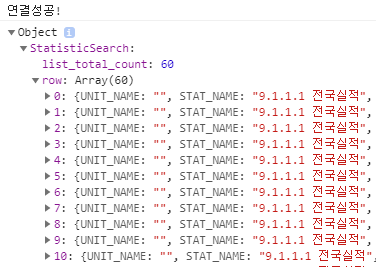 연결성공!
▼ Object i
▼ StatisticSearch:
list_total_count: 60
▼ row: Array(60)
▶ 0: {UNIT_NAME: "", STAT_NAME: "9.1.1.1 전국실적",
▶ 1: {UNIT_NAME: "", STAT_NAME: "9.1.1.1 전국실적",
▶ 2: {UNIT_NAME: "", STAT_NAME: "9.1.1.1 전국실적",
▶ 3: {UNIT_NAME: "", STAT_NAME: "9.1.1.1 전국실적",
▶ 4: {UNIT_NAME: "", STAT_NAME: "9.1.1.1 전국실적",
▶ 5: {UNIT_NAME: "", STAT_NAME: "9.1.1.1 전국실적",
▶ 6: {UNIT_NAME: "", STAT_NAME: "9.1.1.1 전국실적",
▶ 7: {UNIT_NAME: "", STAT_NAME: "9.1.1.1 전국실적",
▶ 8: {UNIT_NAME: "", STAT_NAME: "9.1.1.1 전국실적",
▶ 9: {UNIT_NAME: "", STAT_NAME: "9.1.1.1 전국실적",
▶ 10: {UNIT_NAME: "", STAT_NAME: "9.1.1.1 전국실적",